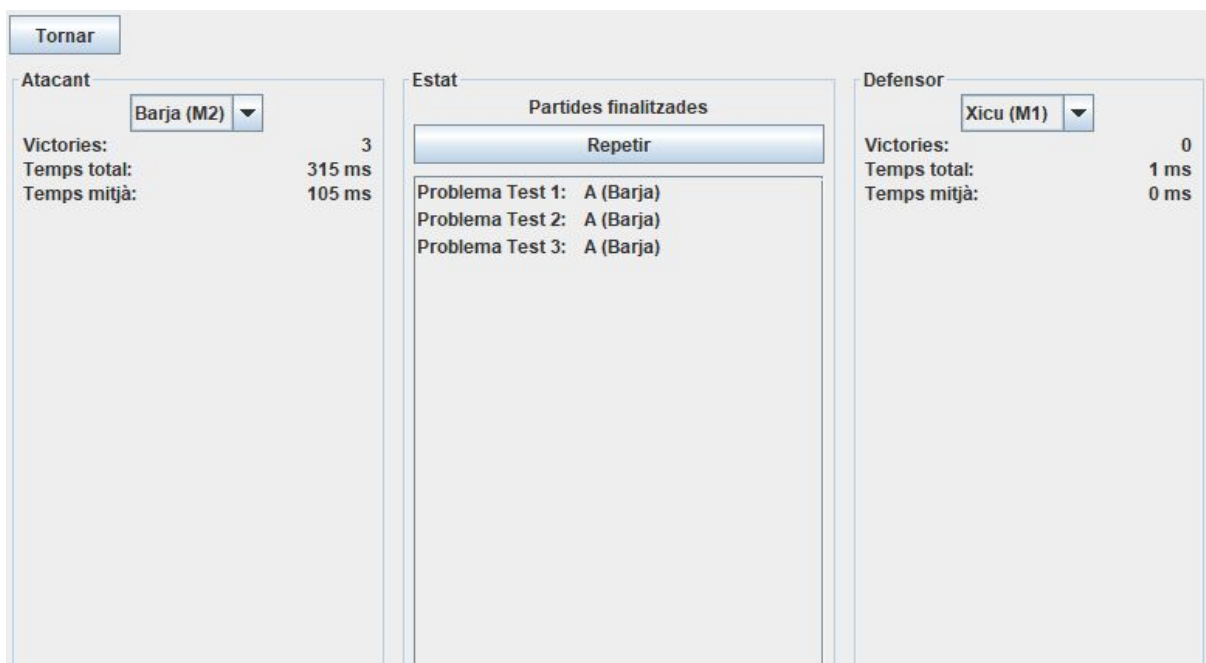 Tornar
Atacant
Barja (M2)
Victories: 3
Temps total: 315 ms
Temps mitjà: 105 ms
Estat
Partides finalitzades
Repetir
Problema Test 1: A (Barja)
Problema Test 2: A (Barja)
Problema Test 3: A (Barja)
Defensor
Xicu (M1)
Victories: 0
Temps total: 1 ms
Temps mitjà: 0 ms